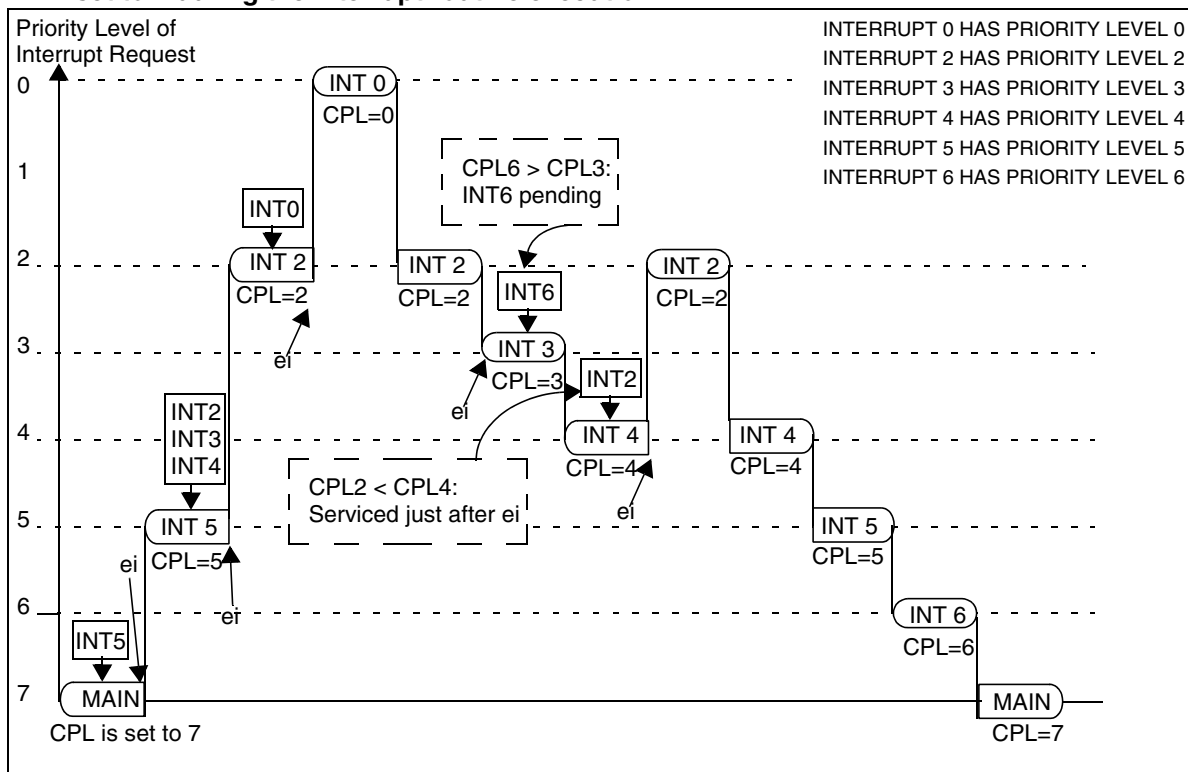 Priority Level of
Interrupt Request
INTERRUPT 0 HAS PRIORITY LEVEL 0
INTERRUPT 2 HAS PRIORITY LEVEL 2
INTERRUPT 3 HAS PRIORITY LEVEL 3
INTERRUPT 4 HAS PRIORITY LEVEL 4
INTERRUPT 5 HAS PRIORITY LEVEL 5
INTERRUPT 6 HAS PRIORITY LEVEL 6
0
INT 0
CPL=0
1
CPL6 > CPL3:
INT6 pending
INT0
2
INT 2
CPL=2
ei
INT 2
CPL=2
INT6
INT 2
CPL=2
3
INT 3
CPL=3
ei
INT2
INT2
INT3
INT4
4
INT 4
CPL=4
ei
INT 4
CPL=4
CPL2 < CPL4:
Serviced just after ei
5
INT 5
CPL=5
ei
ei
INT 5
CPL=5
6
INT5
INT 6
CPL=6
7
MAIN
CPL is set to 7
MAIN
CPL=7